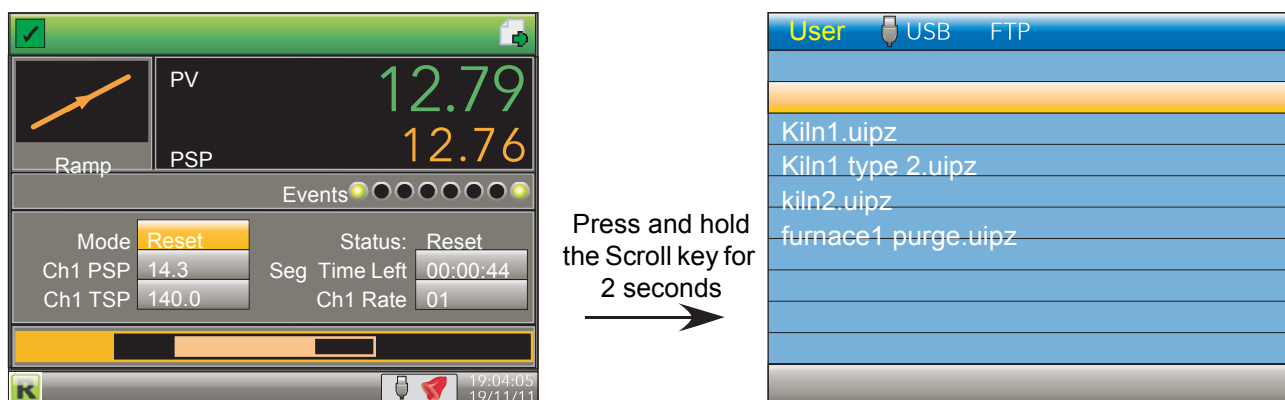 PV 12.79
Ramp PSP 12.76
Events
Mode Reset Status: Reset
Ch1 PSP 14.3 Seg Time Left 00:00:44
Ch1 TSP 140.0 Ch1 Rate 01
R 19:04:05
19/11/11
Press and hold
the Scroll key for
2 seconds
User USB FTP
Kiln1.uipz
Kiln1 type 2.uipz
kiln2.uipz
furnace1 purge.uipz